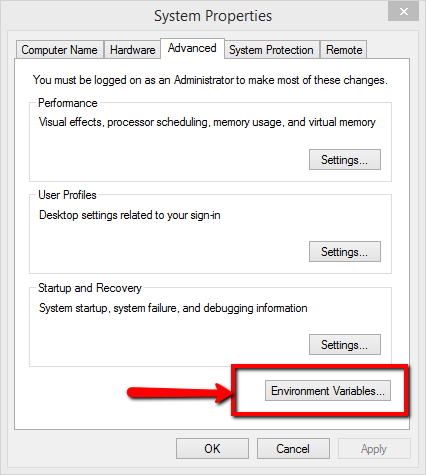 System Properties
Computer Name Hardware Advanced System Protection Remote
You must be logged on as an Administrator to make most of these changes.
Performance
Visual effects, processor scheduling, memory usage, and virtual memory
Settings...
User Profiles
Desktop settings related to your sign-in
Settings...
Startup and Recovery
System startup, system failure, and debugging information
Settings...
Environment Variables...
OK Cancel Apply